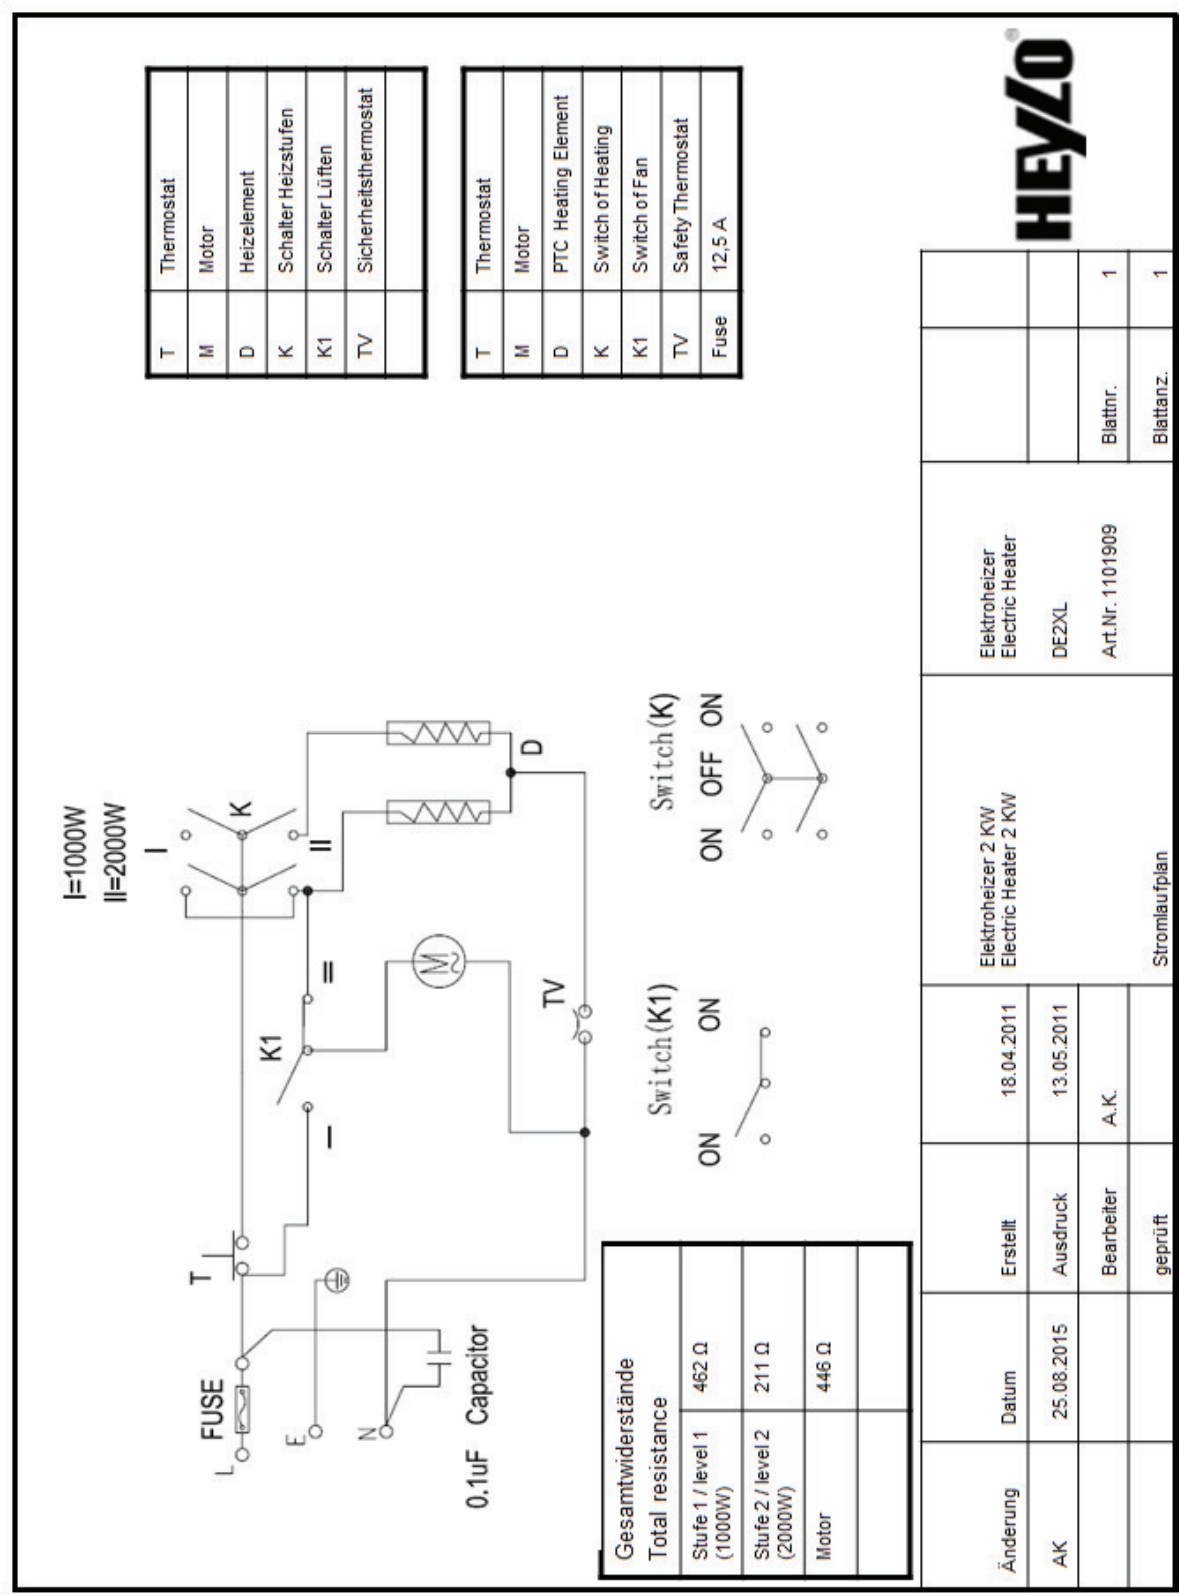 I=1000W
II=2000W
I
K
II
K1
II
I
T
FUSE
L
E
N
0.1uF Capacitor
M
TV
D
Switch(K1)
ON ON
Switch(K)
ON OFF ON
T Thermostat
M Motor
D Heizelement
K Schalter Heizstufen
K1 Schalter Lüften
TV Sicherheitsthermostat
T Thermostat
M Motor
D PTC Heating Element
K Switch of Heating
K1 Switch of Fan
TV Safety Thermostat
Fuse 12,5 A
Gesamtwiderstände
Total resistance
Stufe 1 / level 1 462 Ω
(1000W)
Stufe 2 / level 2 211 Ω
(2000W)
Motor 446 Ω
Änderung Datum Erstellt 18.04.2011
AK 25.08.2015 Ausdruck 13.05.2011
Bearbeiter A.K.
geprüft
Elektroheizer 2 KW
Electric Heater 2 KW
Stromlaufplan
Elektroheizer
Electric Heater
DE2XL
Art.Nr. 1101909
Blattnr. 1
Blattanz. 1
HEYLO®